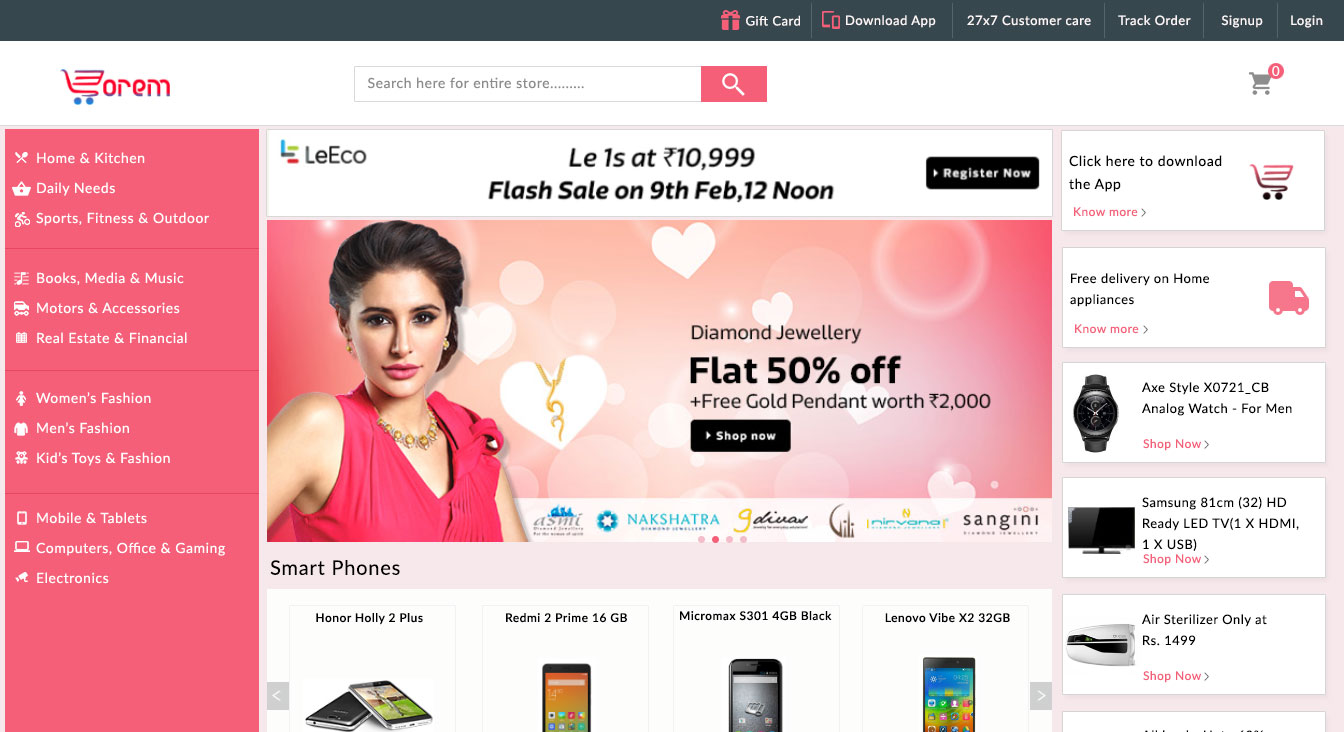 Gift Card
Download App
27x7 Customer care
Track Order
Signup
Login
orem
Search here for entire store.........
0
Home & Kitchen
Daily Needs
Sports, Fitness & Outdoor
Books, Media & Music
Motors & Accessories
Real Estate & Financial
Women's Fashion
Men's Fashion
Kid's Toys & Fashion
Mobile & Tablets
Computers, Office & Gaming
Electronics
LeEco
Le 1s at ₹10,999
Flash Sale on 9th Feb,12 Noon
Register Now
Diamond Jewellery
Flat 50% off
+Free Gold Pendant worth ₹2,000
Shop now
asmi
NAKSHATRA
DIAMOND JEWELLERY
gdivas
nirvana
sangini
DIAMOND JEWELLERY
Smart Phones
Honor Holly 2 Plus
Redmi 2 Prime 16 GB
Micromax S301 4GB Black
Lenovo Vibe X2 32GB
<
>
Click here to download
the App
Know more >
Free delivery on Home
appliances
Know more >
Axe Style X0721_CB
Analog Watch - For Men
Shop Now >
Samsung 81cm (32) HD
Ready LED TV(1 X HDMI,
1 X USB)
Shop Now >
Air Sterilizer Only at
Rs. 1499
Shop Now >